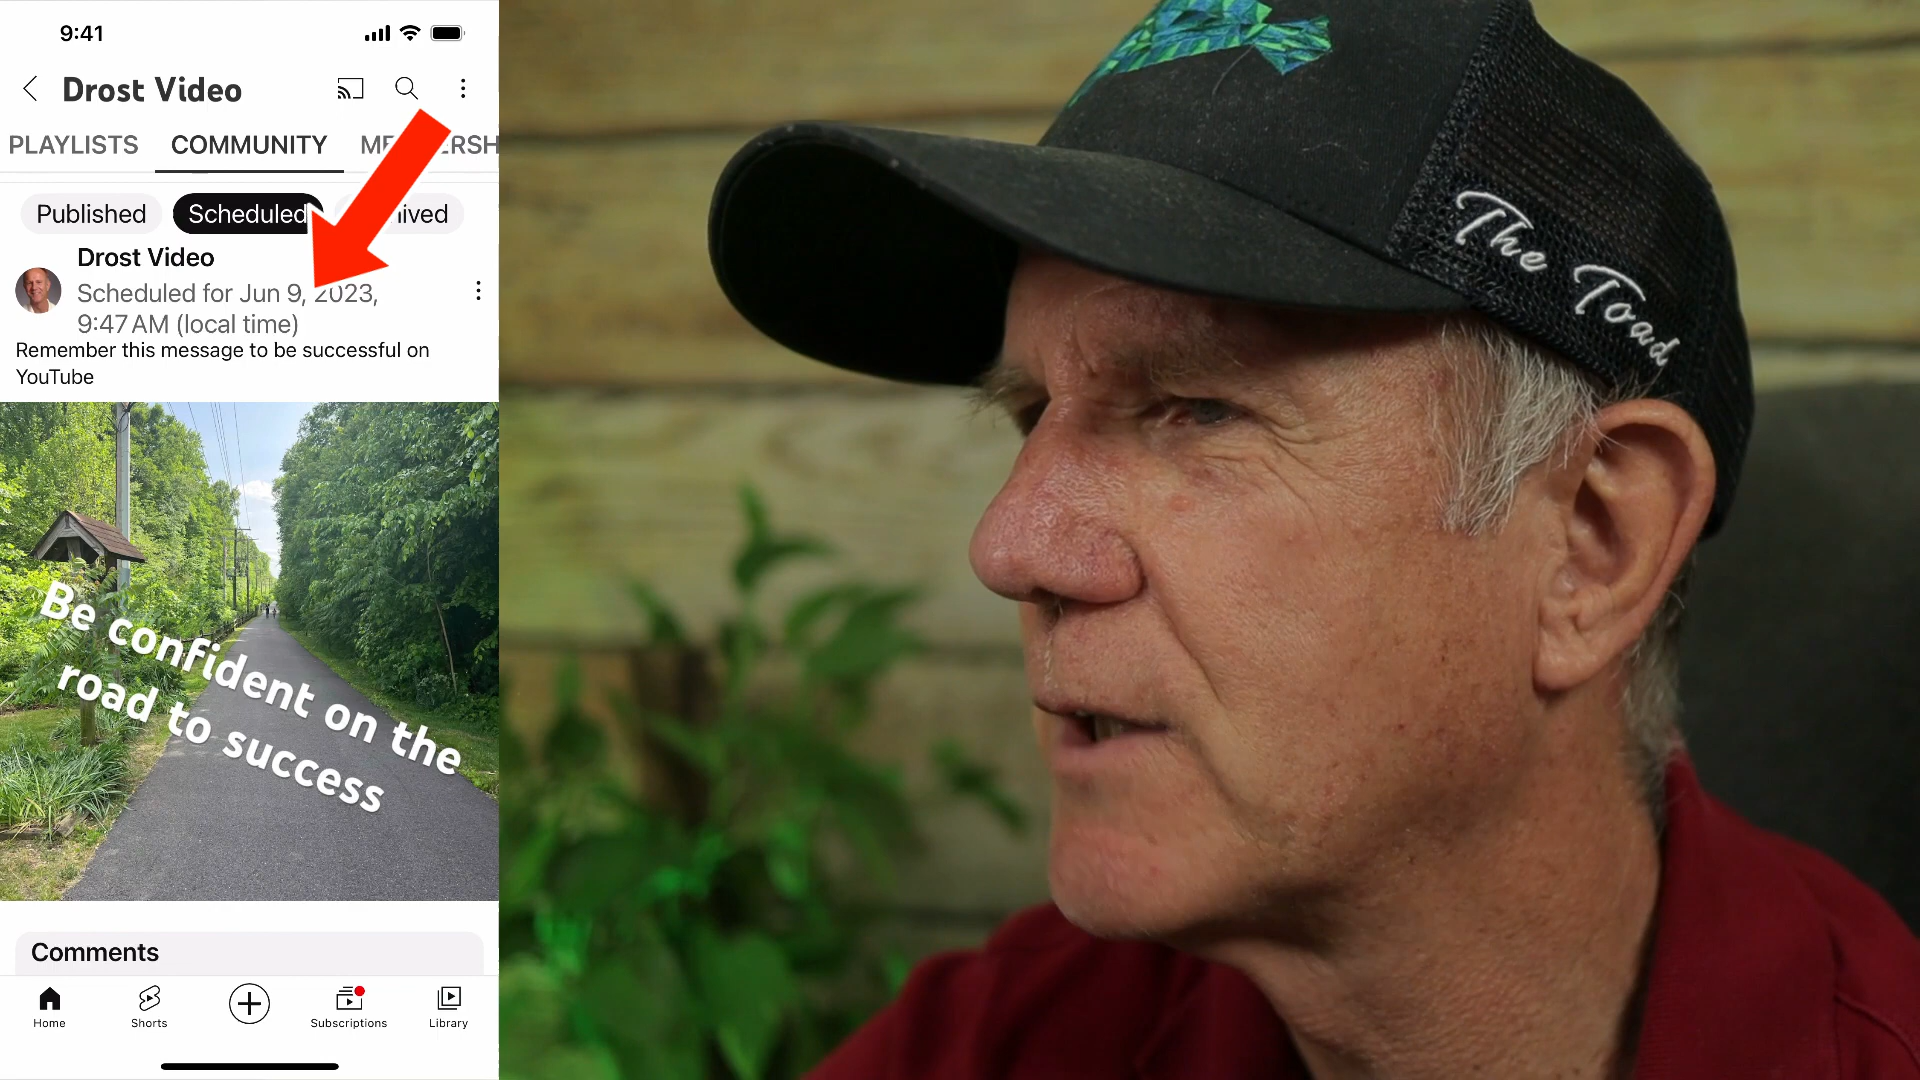 9:41
Drost Video
PLAYLISTS COMMUNITY
Published Scheduled
Drost Video
Scheduled for Jun 9, 2023,
9:47 AM (local time)
Remember this message to be successful on
YouTube
Be confident on the
road to success
Comments
Home Shorts Subscriptions Library
The Toad